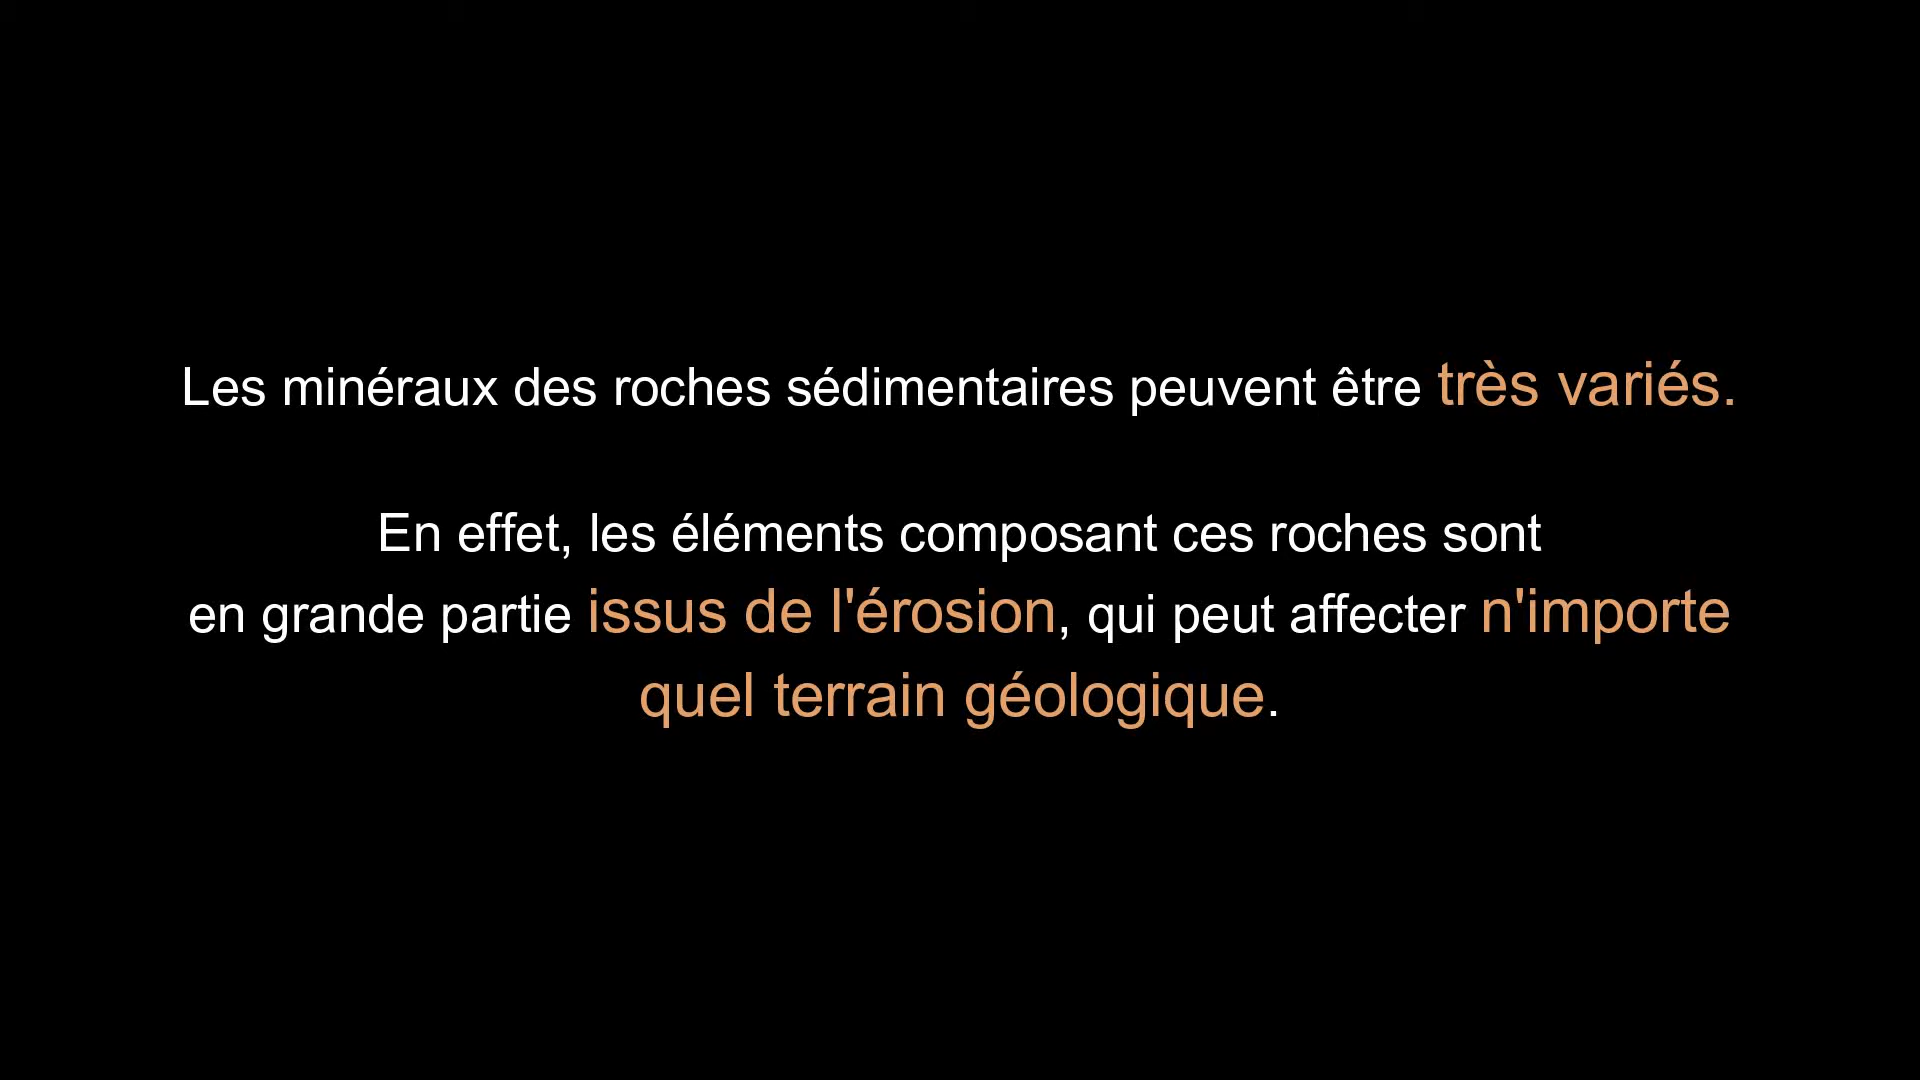 Les minéraux des roches sédimentaires peuvent être très variés.
En effet, les éléments composant ces roches sont
en grande partie issus de l'érosion, qui peut affecter n'importe
quel terrain géologique.